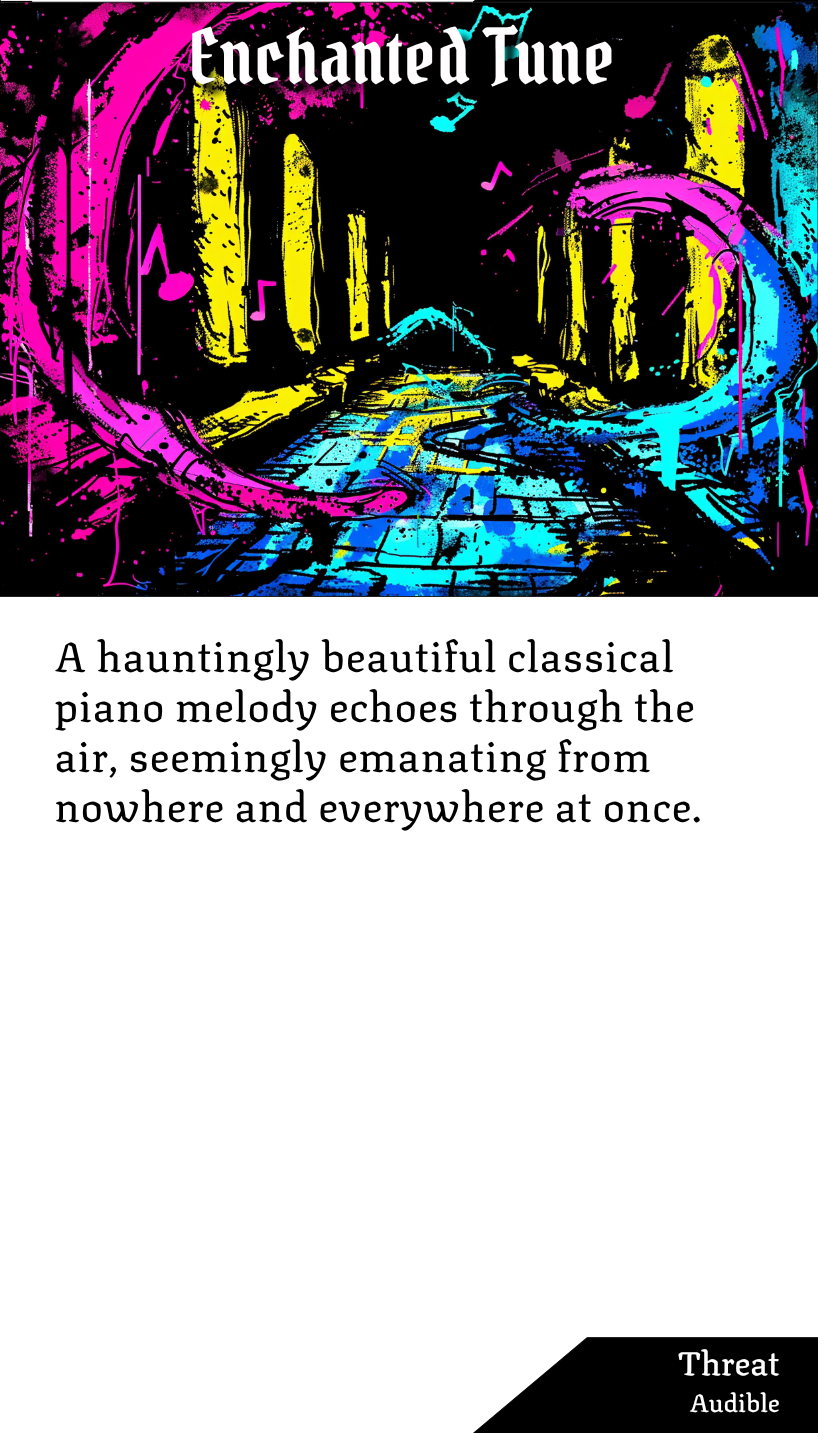 Enchanted Tune
A hauntingly beautiful classical
piano melody echoes through the
air, seemingly emanating from
nowhere and everywhere at once.
Threat
Audible